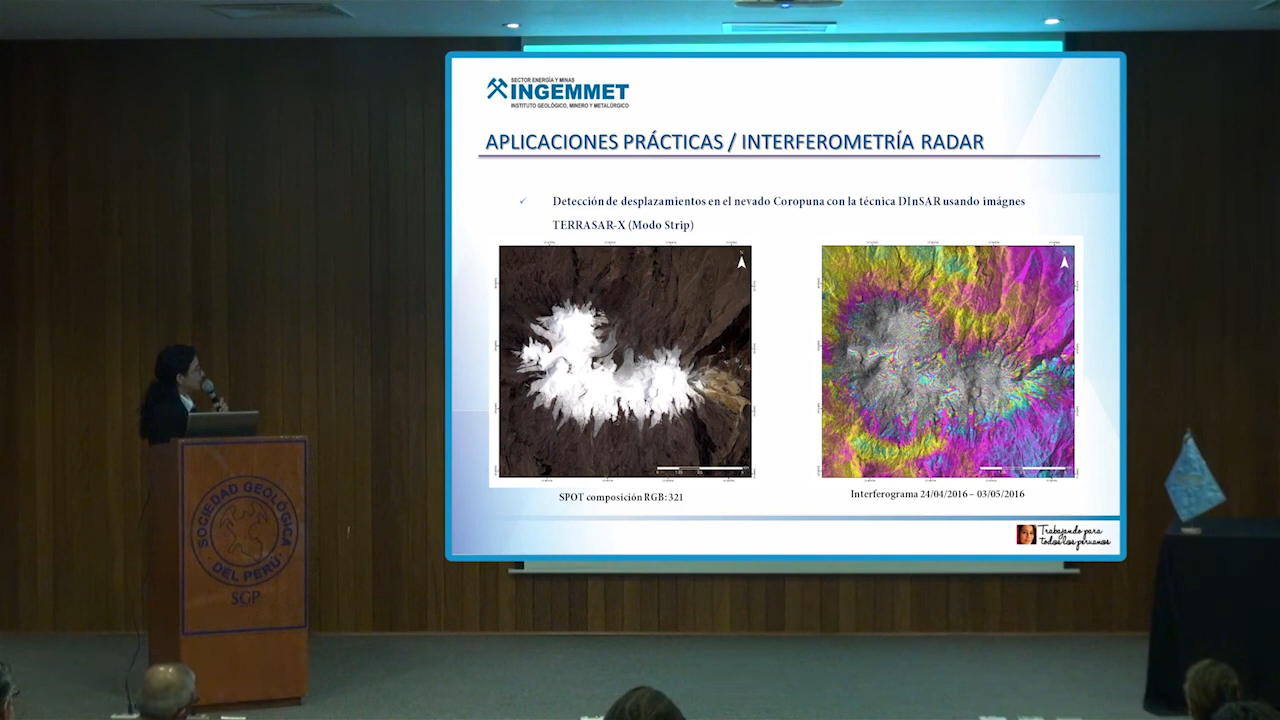 SECTOR ENERGÍA Y MINAS
INGEMMET
INSTITUTO GEOLÓGICO, MINERO Y METALÚRGICO
APLICACIONES PRÁCTICAS / INTERFEROMETRÍA RADAR
✓ Detección de desplazamientos en el nevado Coropuna con la técnica DInSAR usando imágnes
TERRASAR-X (Modo Strip)
SPOT composición RGB: 321
Interferograma 24/04/2016 – 03/05/2016
Trabajando para
todos los peruanos
SOCIEDAD GEOLÓGICA
DEL PERÚ
SGP